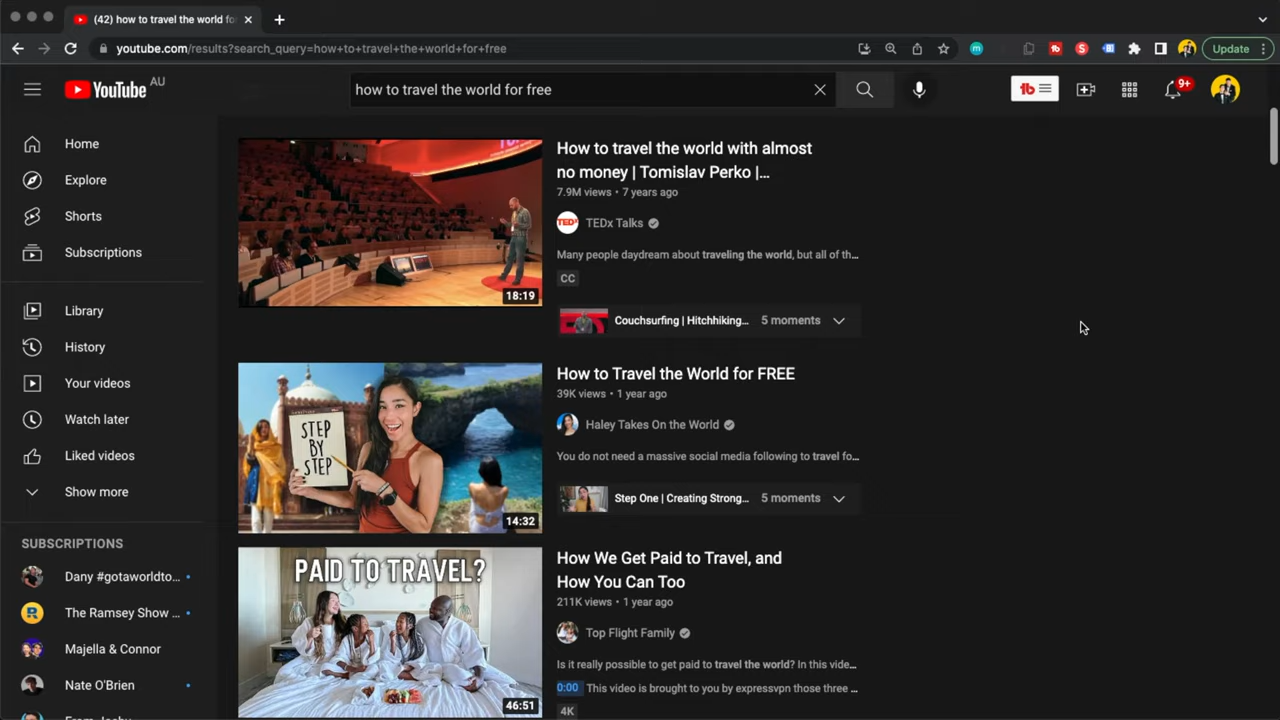 (42) how to travel the world fo
youtube.com/results?search_query=how+to+travel+the+world+for+free
Update
YouTube AU
how to travel the world for free
tb
9+
Home
Explore
Shorts
Subscriptions
Library
History
Your videos
Watch later
Liked videos
Show more
SUBSCRIPTIONS
Dany #gotaworldto...
The Ramsey Show ...
Majella & Connor
Nate O'Brien
18:19
How to travel the world with almost
no money | Tomislav Perko |...
7.9M views • 7 years ago
TEDx Talks
Many people daydream about traveling the world, but all of th...
CC
Couchsurfing | Hitchhiking... 5 moments
STEP
BY
STEP
14:32
How to Travel the World for FREE
39K views • 1 year ago
Haley Takes On the World
You do not need a massive social media following to travel fo...
Step One | Creating Strong... 5 moments
PAID TO TRAVEL?
46:51
How We Get Paid to Travel, and
How You Can Too
211K views • 1 year ago
Top Flight Family
Is it really possible to get paid to travel the world? In this vide...
0:00 This video is brought to you by expressvpn those three ...
4K